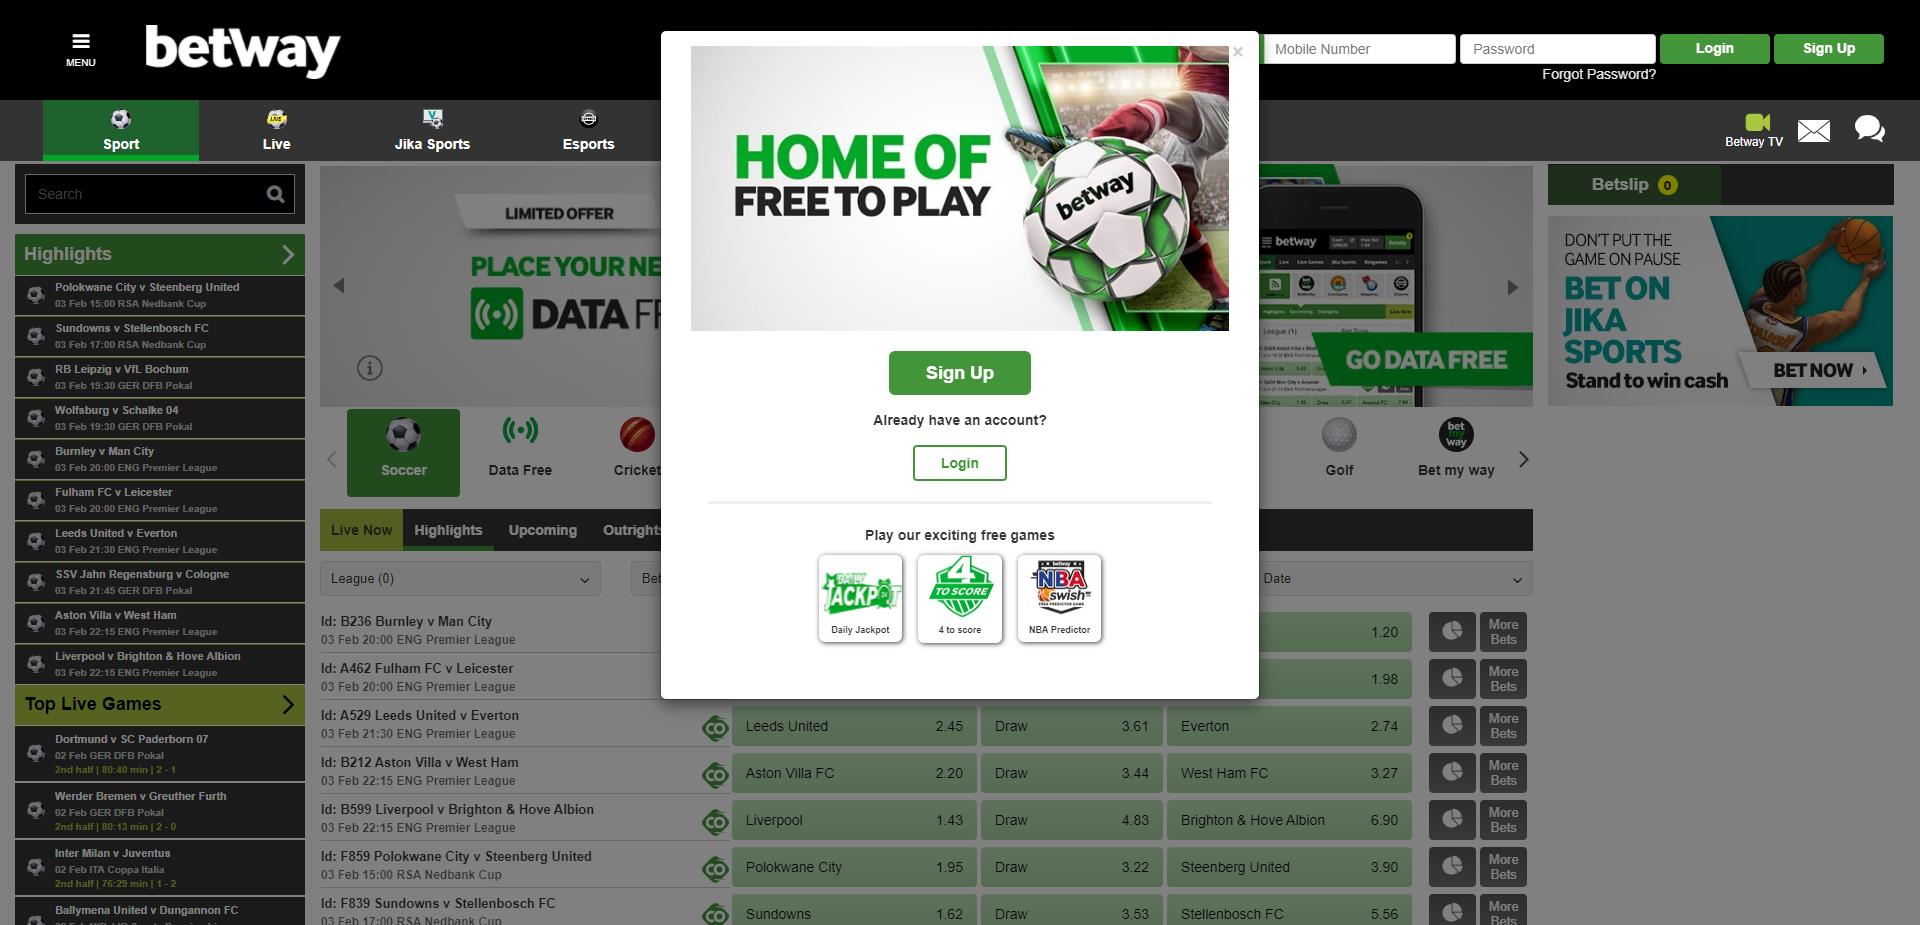 MENU
betway
Mobile Number
Password
Login
Sign Up
Forgot Password?
Sport
Live
Jika Sports
Esports
Betway TV
Search
Highlights
Polokwane City v Steenberg United
03 Feb 15:00 RSA Nedbank Cup
Sundowns v Stellenbosch FC
03 Feb 17:00 RSA Nedbank Cup
RB Leipzig v VfL Bochum
03 Feb 19:30 GER DFB Pokal
Wolfsburg v Schalke 04
03 Feb 19:30 GER DFB Pokal
Burnley v Man City
03 Feb 20:00 ENG Premier League
Fulham FC v Leicester
03 Feb 20:00 ENG Premier League
Leeds United v Everton
03 Feb 21:30 ENG Premier League
SSV Jahn Regensburg v Cologne
03 Feb 21:45 GER DFB Pokal
Aston Villa v West Ham
03 Feb 22:15 ENG Premier League
Liverpool v Brighton & Hove Albion
03 Feb 22:15 ENG Premier League
Top Live Games
Dortmund v SC Paderborn 07
02 Feb GER DFB Pokal
2nd half | 80:40 min | 2 - 1
Werder Bremen v Greuther Furth
02 Feb GER DFB Pokal
2nd half | 80:13 min | 2 - 0
Inter Milan v Juventus
02 Feb ITA Coppa Italia
2nd half | 76:29 min | 1 - 2
Ballymena United v Dungannon FC
LIMITED OFFER
PLACE YOUR NE
DATA FR
betway
GO DATA FREE
Soccer
Data Free
Cricket
Golf
bet my way
Bet my way
Live Now
Highlights
Upcoming
Outrights
League (0)
Bet
Date
Id: B236 Burnley v Man City
03 Feb 20:00 ENG Premier League
1.20
More Bets
Id: A462 Fulham FC v Leicester
03 Feb 20:00 ENG Premier League
1.98
More Bets
Id: A529 Leeds United v Everton
03 Feb 21:30 ENG Premier League
Leeds United 2.45
Draw 3.61
Everton 2.74
More Bets
Id: B212 Aston Villa v West Ham
03 Feb 22:15 ENG Premier League
Aston Villa FC 2.20
Draw 3.44
West Ham FC 3.27
More Bets
Id: B599 Liverpool v Brighton & Hove Albion
03 Feb 22:15 ENG Premier League
Liverpool 1.43
Draw 4.83
Brighton & Hove Albion 6.90
More Bets
Id: F859 Polokwane City v Steenberg United
03 Feb 15:00 RSA Nedbank Cup
Polokwane City 1.95
Draw 3.22
Steenberg United 3.90
More Bets
Id: F839 Sundowns v Stellenbosch FC
03 Feb 17:00 RSA Nedbank Cup
Sundowns 1.62
Draw 3.53
Stellenbosch FC 5.56
More Bets
HOME OF
FREE TO PLAY
betway
Sign Up
Already have an account?
Login
Play our exciting free games
DAILY JACKPOT
Daily Jackpot
4 TO SCORE
4 to score
betway NBA swish
FREE PREDICTOR GAME
NBA Predictor
Betslip 0
DON'T PUT THE
GAME ON PAUSE
BET ON
JIKA
SPORTS
Stand to win cash
BET NOW